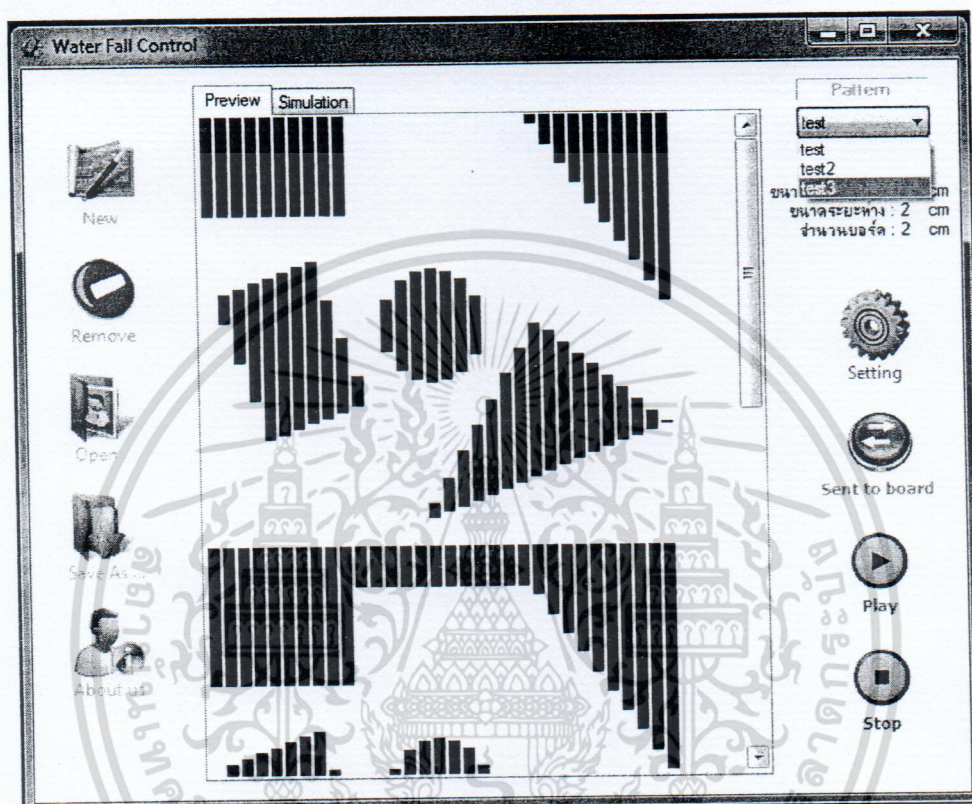 Water Fall Control
Preview
Simulation
Pattern
test
test
test2
test3
cm
ขนาดระยะห่าง : 2 cm
จำนวนบอร์ด : 2 cm
New
Remove
Open
Save As ...
About us
Setting
Sent to board
Play
Stop